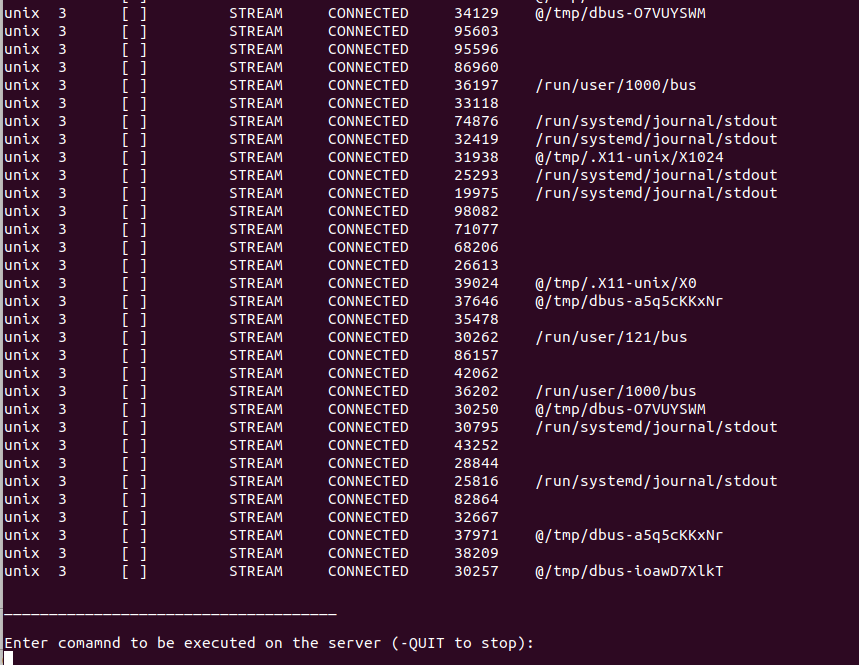 unix 3 [ ] STREAM CONNECTED 34129 @/tmp/dbus-O7VUYSWM
unix 3 [ ] STREAM CONNECTED 95603
unix 3 [ ] STREAM CONNECTED 95596
unix 3 [ ] STREAM CONNECTED 86960
unix 3 [ ] STREAM CONNECTED 36197 /run/user/1000/bus
unix 3 [ ] STREAM CONNECTED 33118
unix 3 [ ] STREAM CONNECTED 74876 /run/systemd/journal/stdout
unix 3 [ ] STREAM CONNECTED 32419 /run/systemd/journal/stdout
unix 3 [ ] STREAM CONNECTED 31938 @/tmp/.X11-unix/X1024
unix 3 [ ] STREAM CONNECTED 25293 /run/systemd/journal/stdout
unix 3 [ ] STREAM CONNECTED 19975 /run/systemd/journal/stdout
unix 3 [ ] STREAM CONNECTED 98082
unix 3 [ ] STREAM CONNECTED 71077
unix 3 [ ] STREAM CONNECTED 68206
unix 3 [ ] STREAM CONNECTED 26613
unix 3 [ ] STREAM CONNECTED 39024 @/tmp/.X11-unix/X0
unix 3 [ ] STREAM CONNECTED 37646 @/tmp/dbus-a5q5cKKxNr
unix 3 [ ] STREAM CONNECTED 35478
unix 3 [ ] STREAM CONNECTED 30262 /run/user/121/bus
unix 3 [ ] STREAM CONNECTED 86157
unix 3 [ ] STREAM CONNECTED 42062
unix 3 [ ] STREAM CONNECTED 36202 /run/user/1000/bus
unix 3 [ ] STREAM CONNECTED 30250 @/tmp/dbus-O7VUYSWM
unix 3 [ ] STREAM CONNECTED 30795 /run/systemd/journal/stdout
unix 3 [ ] STREAM CONNECTED 43252
unix 3 [ ] STREAM CONNECTED 28844
unix 3 [ ] STREAM CONNECTED 25816 /run/systemd/journal/stdout
unix 3 [ ] STREAM CONNECTED 82864
unix 3 [ ] STREAM CONNECTED 32667
unix 3 [ ] STREAM CONNECTED 37971 @/tmp/dbus-a5q5cKKxNr
unix 3 [ ] STREAM CONNECTED 38209
unix 3 [ ] STREAM CONNECTED 30257 @/tmp/dbus-ioawD7XlkT
_____________________________________
Enter comamnd to be executed on the server (-QUIT to stop):